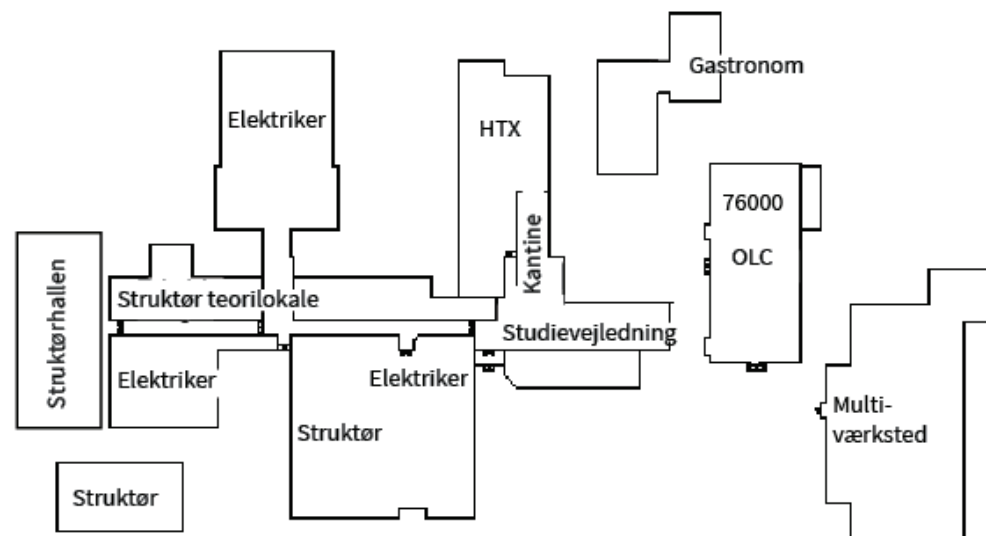 Gastronom
Elektriker
HTX
76000
OLC
Kantine
Struktørhallen
Struktør teorilokale
Studievejledning
Elektriker
Elektriker
Multi-
værksted
Struktør
Struktør